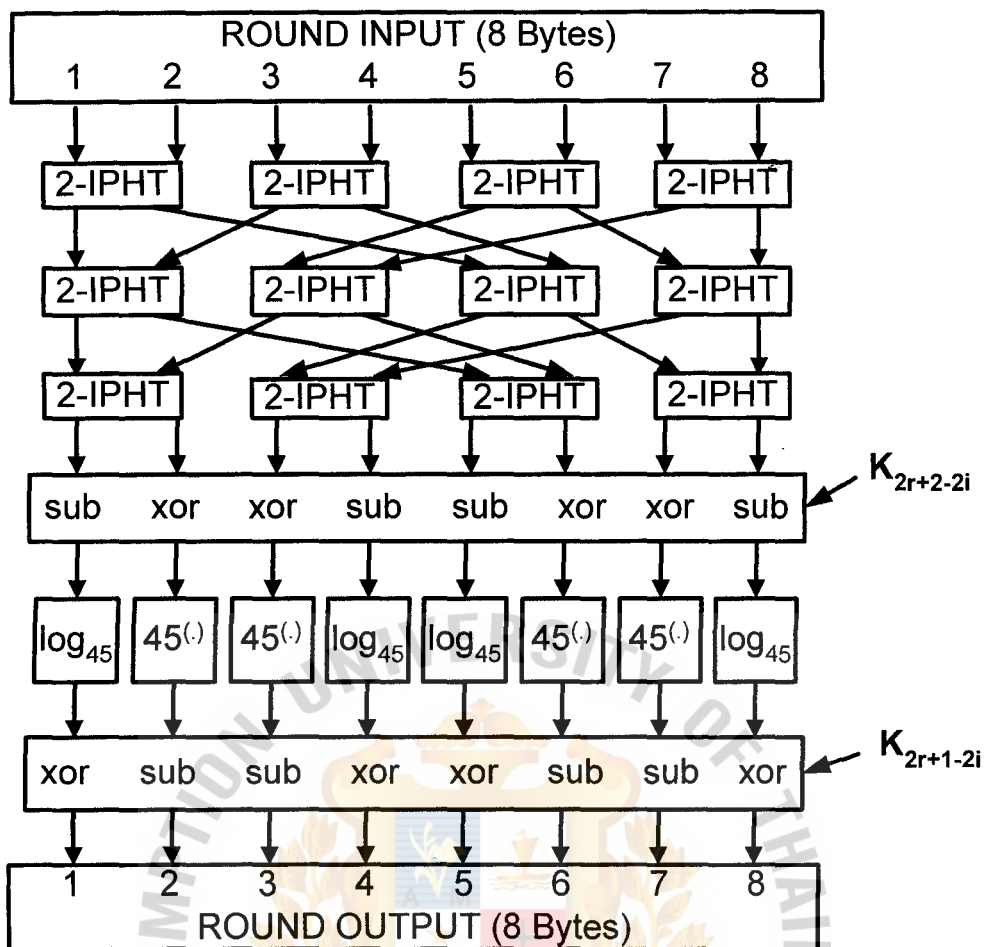 ROUND INPUT (8 Bytes)
1 2 3 4 5 6 7 8
2-IPHT 2-IPHT 2-IPHT 2-IPHT
2-IPHT 2-IPHT 2-IPHT 2-IPHT
2-IPHT 2-IPHT 2-IPHT 2-IPHT
K2r+2-2i
sub xor xor sub sub xor xor sub
log45 45(.) 45(.) log45 log45 45(.) 45(.) log45
K2r+1-2i
xor sub sub xor xor sub sub xor
1 2 3 4 5 6 7 8
ROUND OUTPUT (8 Bytes)
MPTION UNIVERSITY OF THAI
A M